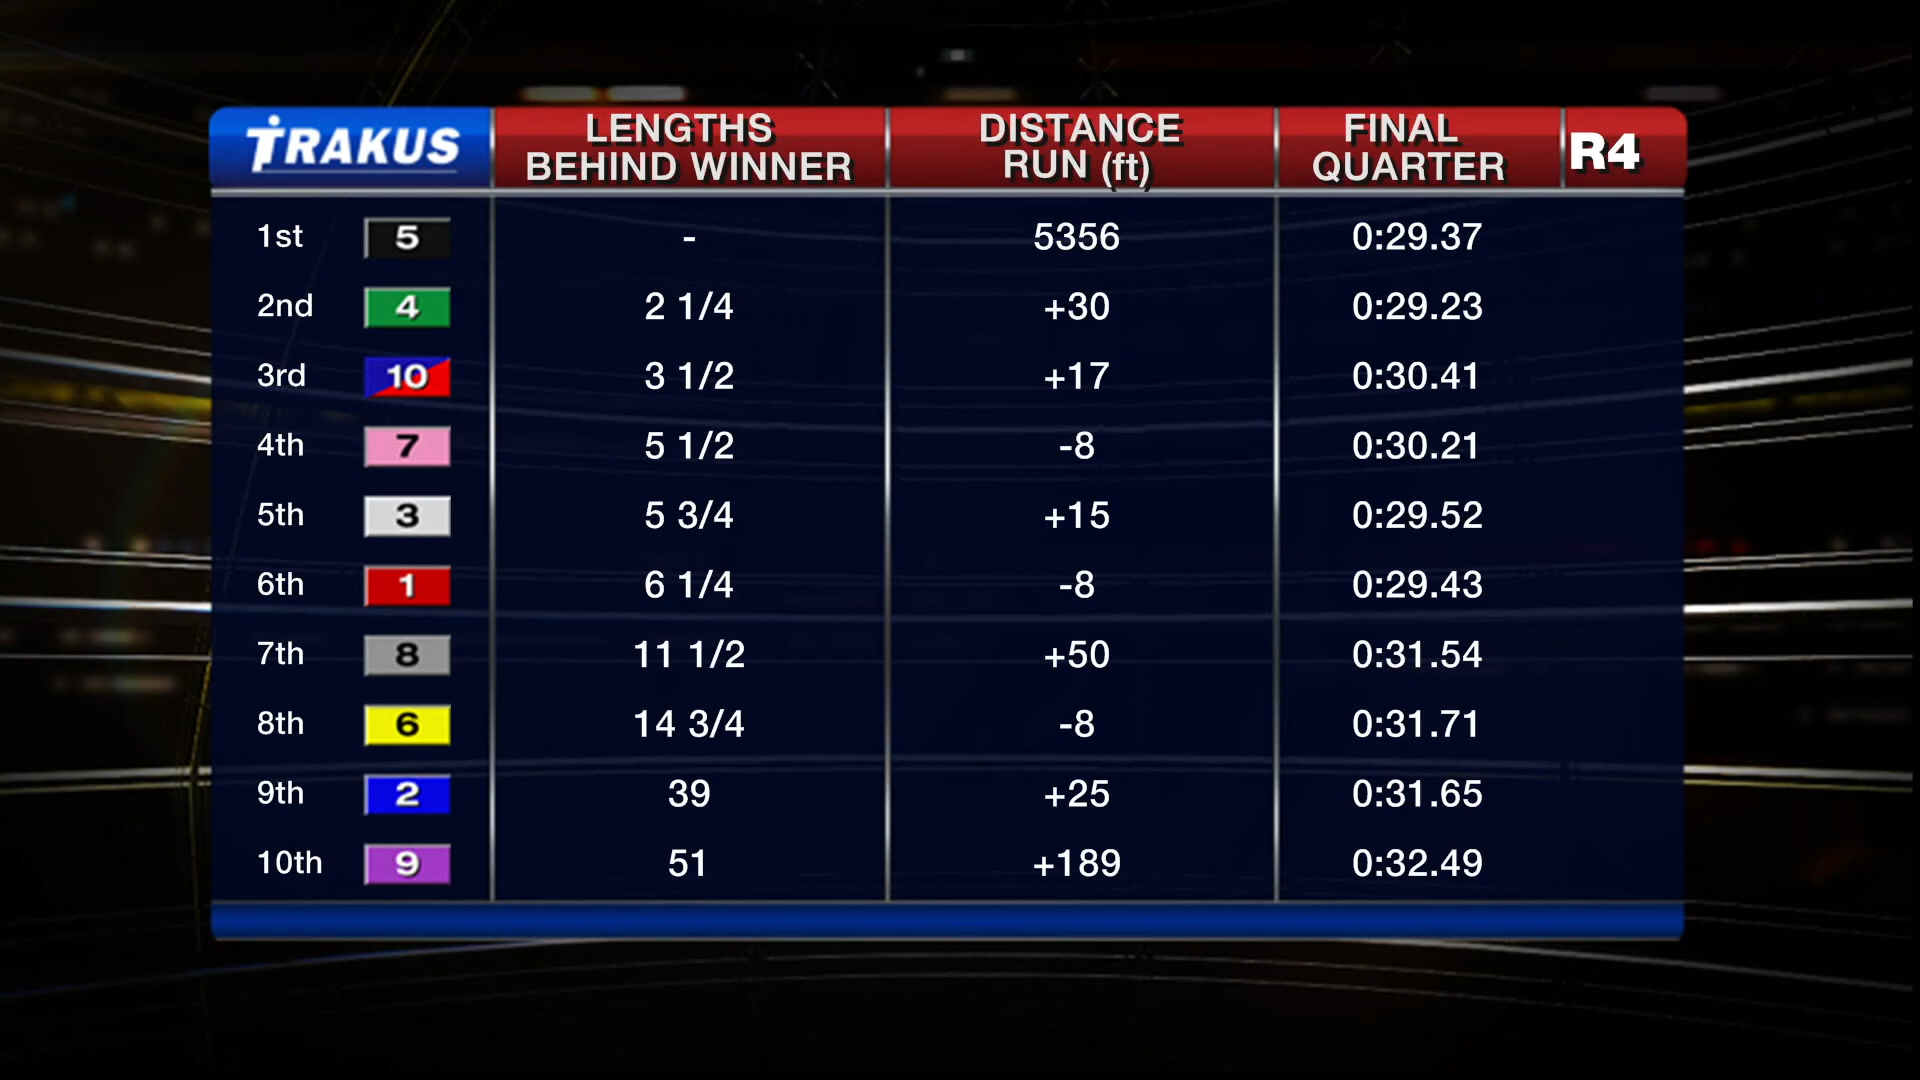 TRAKUS
LENGTHS BEHIND WINNER
DISTANCE RUN (ft)
FINAL QUARTER
R4
1st 5 - 5356 0:29.37
2nd 4 2 1/4 +30 0:29.23
3rd 10 3 1/2 +17 0:30.41
4th 7 5 1/2 -8 0:30.21
5th 3 5 3/4 +15 0:29.52
6th 1 6 1/4 -8 0:29.43
7th 8 11 1/2 +50 0:31.54
8th 6 14 3/4 -8 0:31.71
9th 2 39 +25 0:31.65
10th 9 51 +189 0:32.49